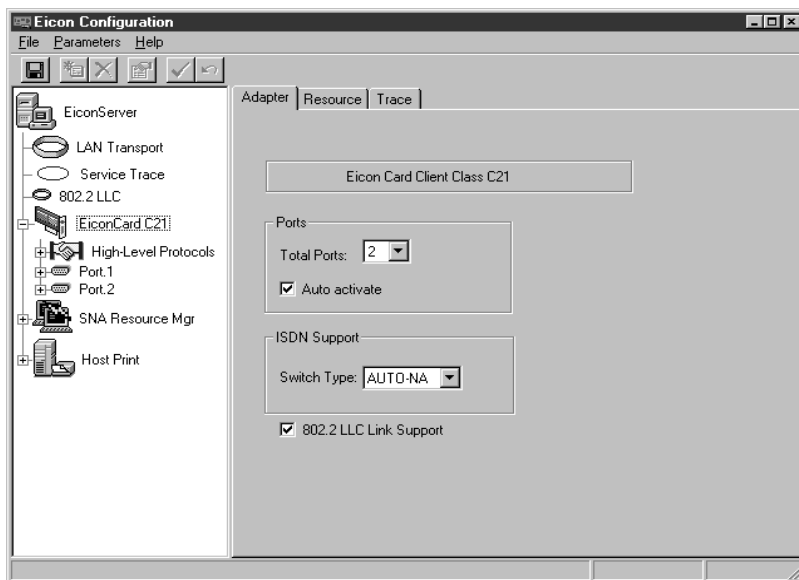 Eicon Configuration
File Parameters Help
EiconServer
LAN Transport
Service Trace
802.2 LLC
EiconCard C21
High-Level Protocols
Port.1
Port.2
SNA Resource Mgr
Host Print
Adapter Resource Trace
Eicon Card Client Class C21
Ports
Total Ports: 2
Auto activate
ISDN Support
Switch Type: AUTO-NA
802.2 LLC Link Support